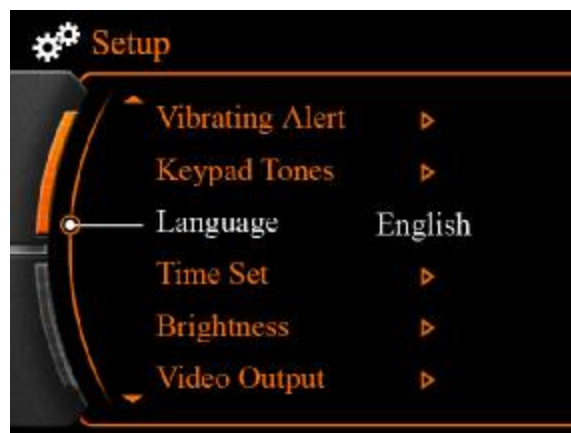 Setup
Vibrating Alert
Keypad Tones
Language English
Time Set
Brightness
Video Output